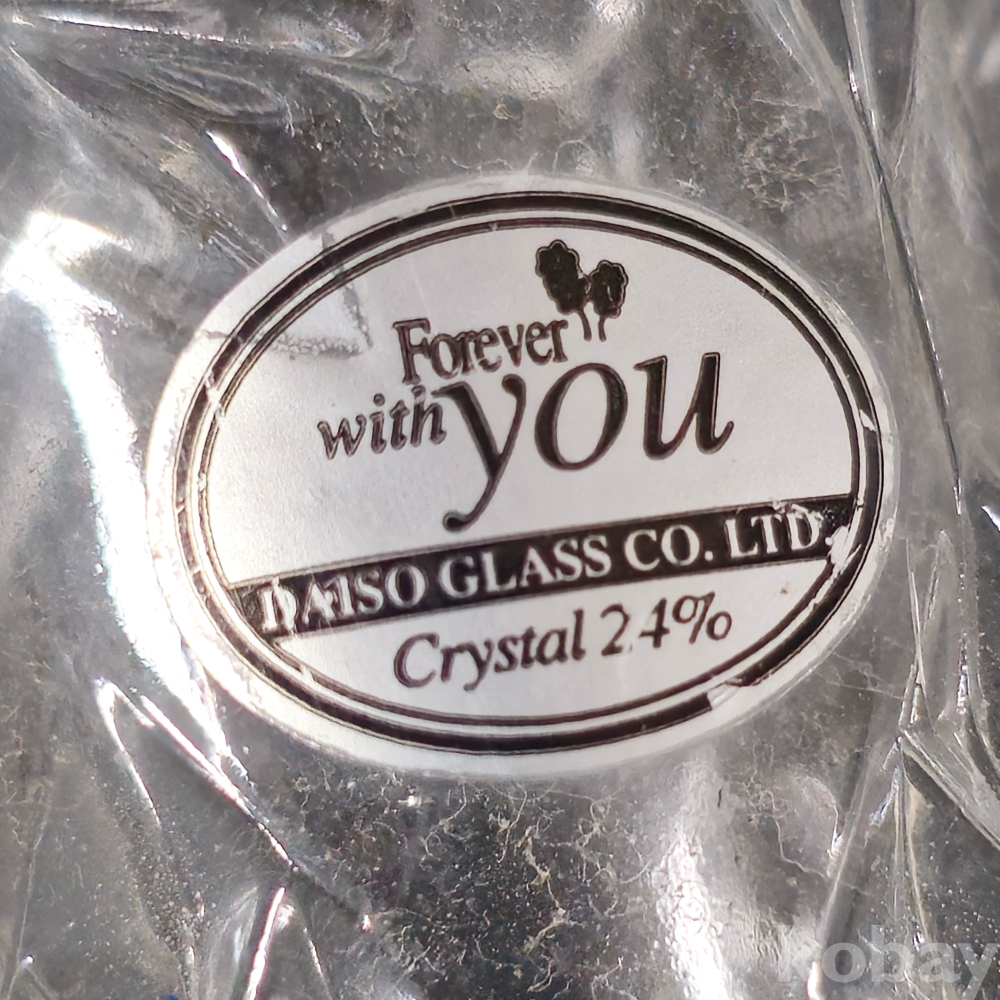 Forever
with you
DAISO GLASS CO. LTD.
Crystal 24%
kobay